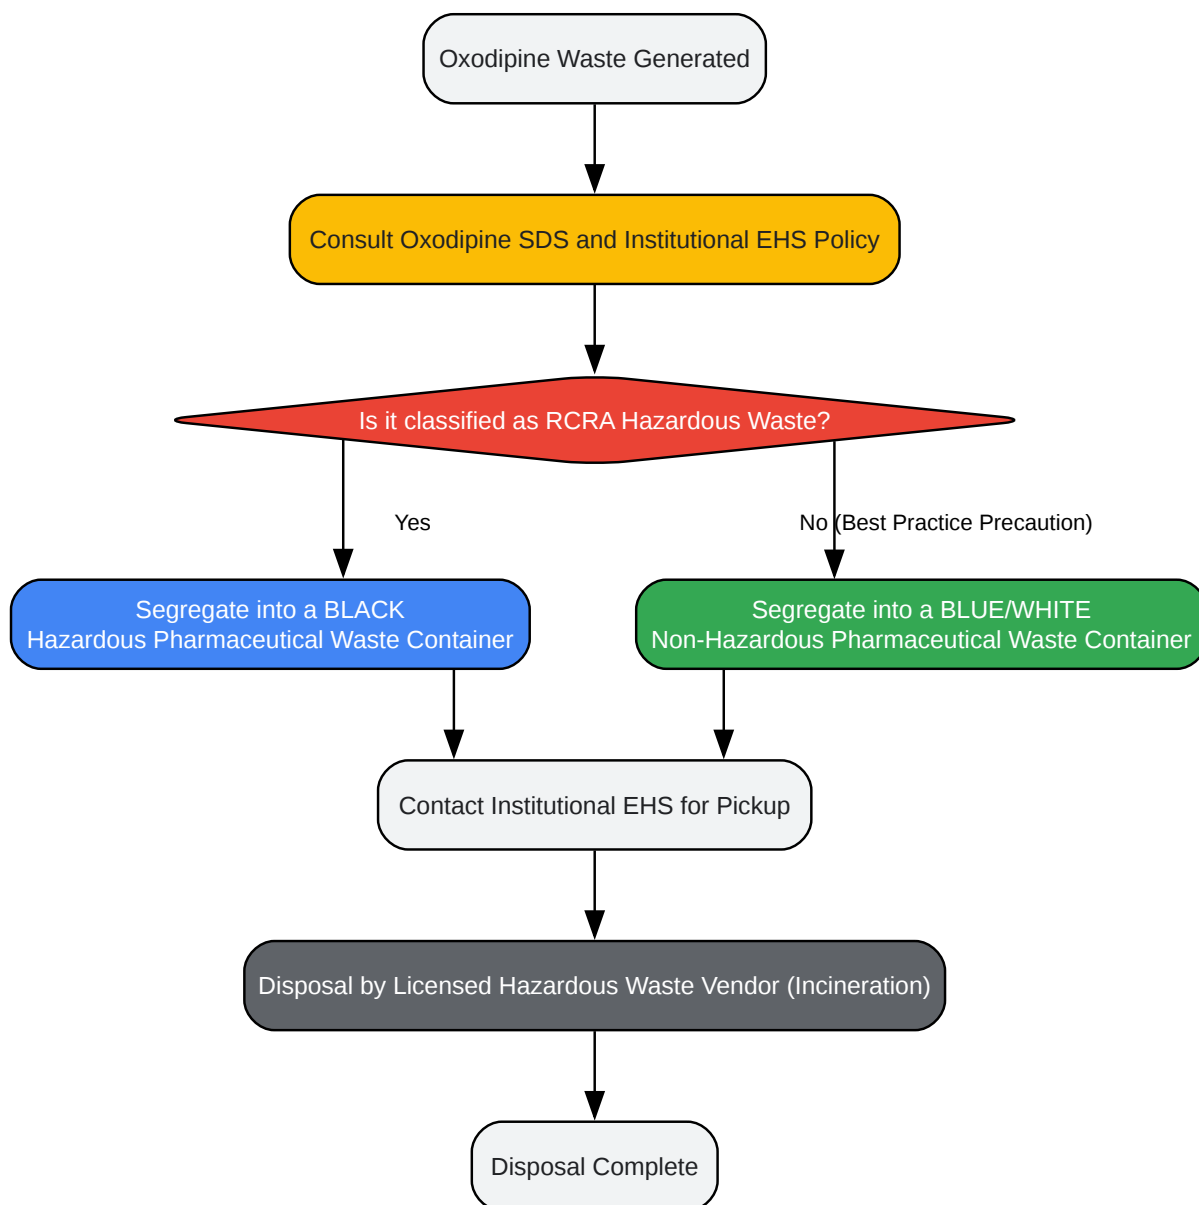 Oxodipine Waste Generated
Consult Oxodipine SDS and Institutional EHS Policy
Is it classified as RCRA Hazardous Waste?
Yes
No (Best Practice Precaution)
Segregate into a BLACK
Hazardous Pharmaceutical Waste Container
Segregate into a BLUE/WHITE
Non-Hazardous Pharmaceutical Waste Container
Contact Institutional EHS for Pickup
Disposal by Licensed Hazardous Waste Vendor (Incineration)
Disposal Complete